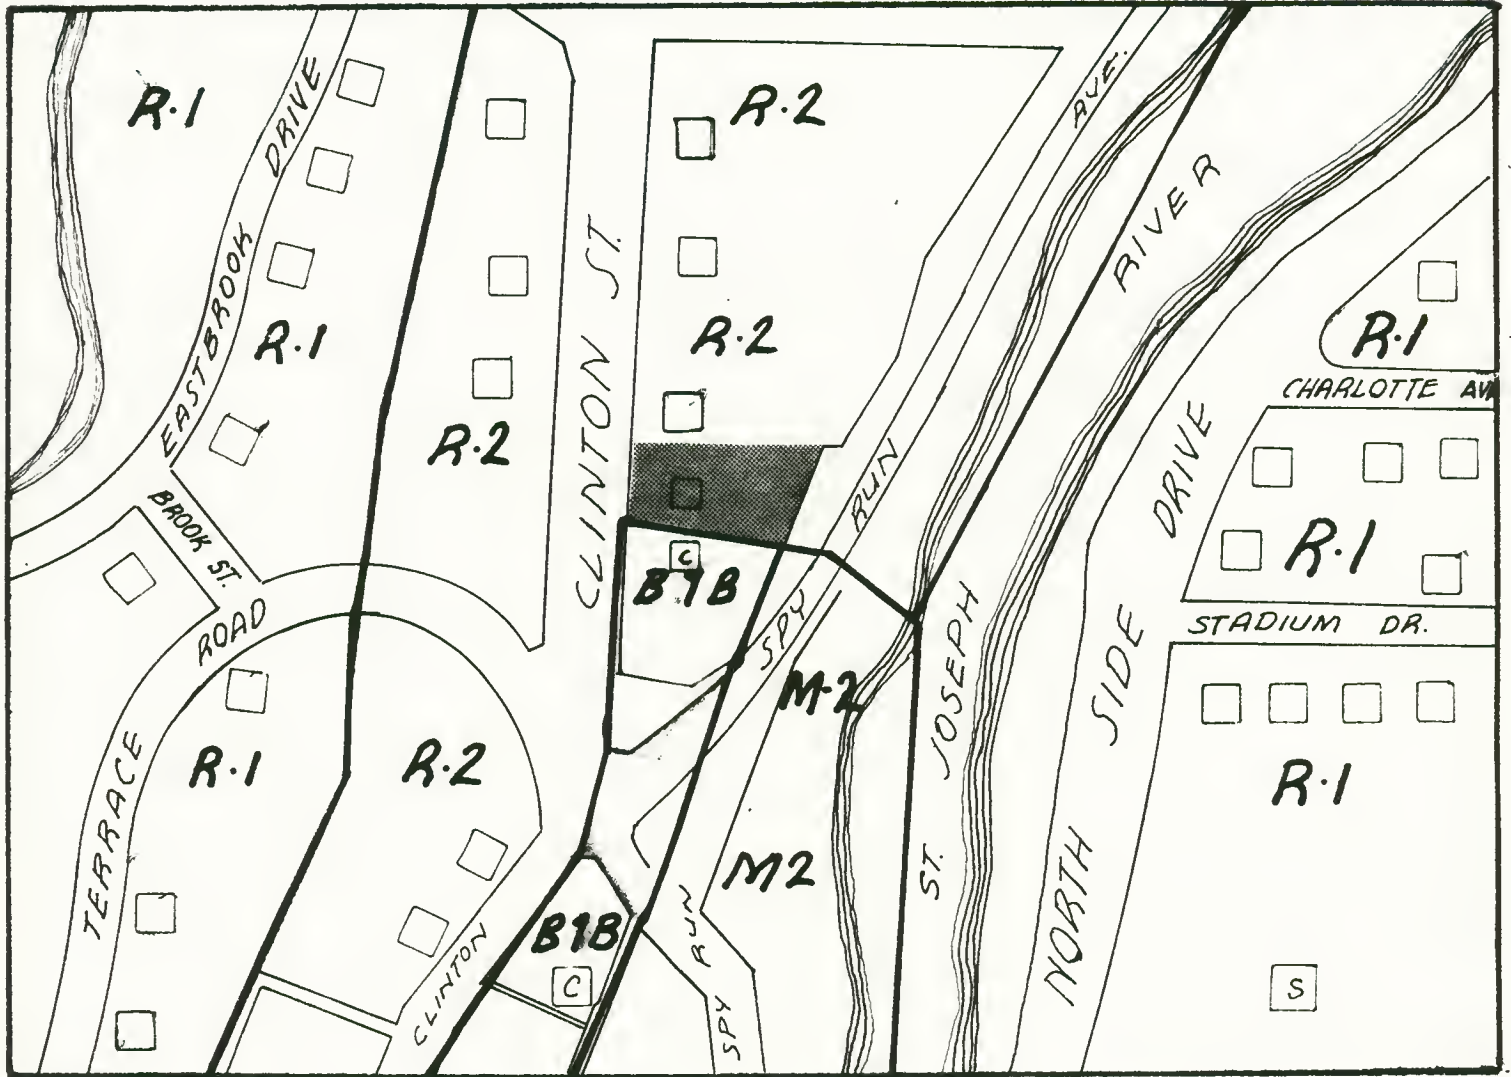 R·1
EASTBROOK DRIVE
R·1
R·2
CLINTON ST.
R·2
R·2
SPY RUN AVE.
ST. JOSEPH RIVER
R·1
CHARLOTTE AV
NORTH SIDE DRIVE
R·1
STADIUM DR.
BROOK ST.
TERRACE ROAD
C
B1B
M-2
R·1
R·2
R·1
M2
B1B
C
CLINTON
SPY RUN
S